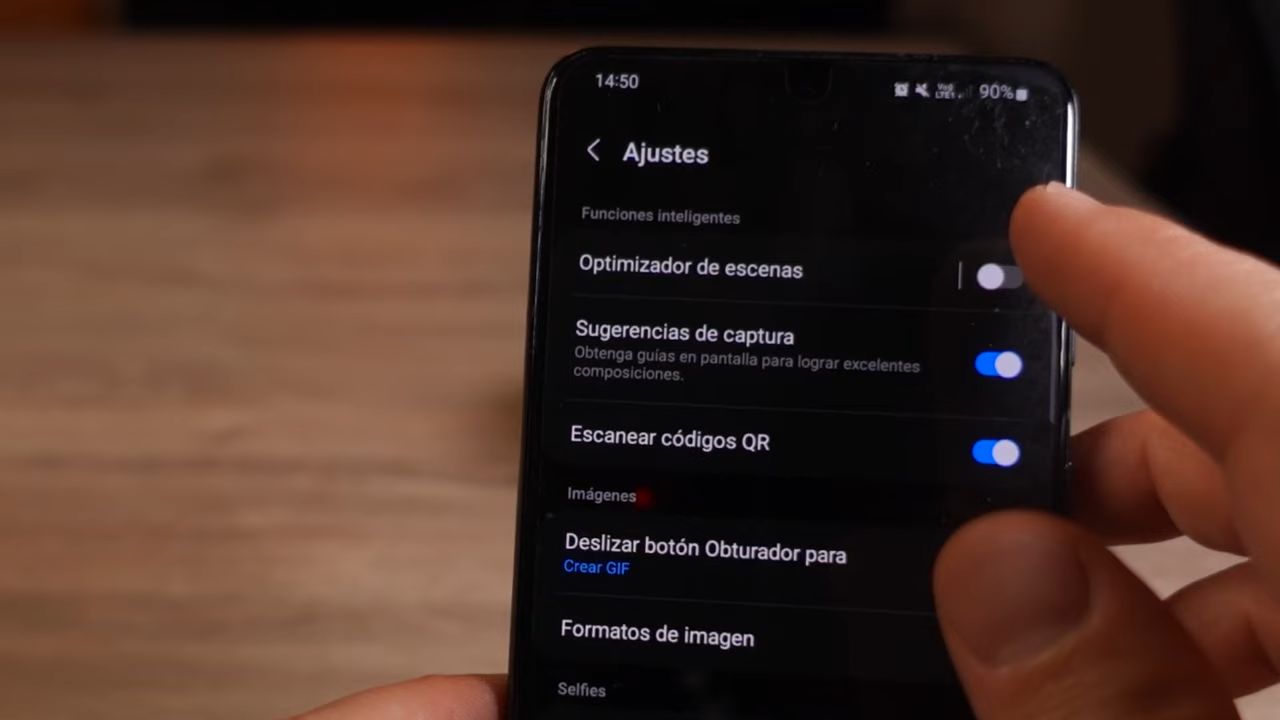 14:50
90%
Ajustes
Funciones inteligentes
Optimizador de escenas
Sugerencias de captura
Obtenga guías en pantalla para lograr excelentes
composiciones.
Escanear códigos QR
Imágenes
Deslizar botón Obturador para
Crear GIF
Formatos de imagen
Selfies